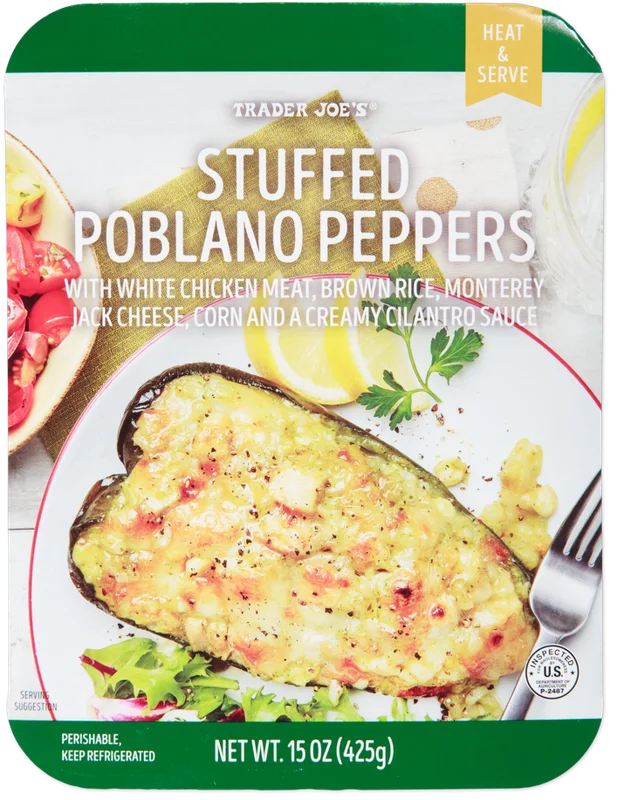 HEAT
&
SERVE
TRADER JOE'S®
STUFFED
POBLANO PEPPERS
WITH WHITE CHICKEN MEAT, BROWN RICE, MONTEREY
JACK CHEESE, CORN AND A CREAMY CILANTRO SAUCE
INSPECTED
FOR WHOLESOMENESS
BY
U.S.
DEPARTMENT OF
AGRICULTURE
P-2487
SERVING
SUGGESTION
PERISHABLE,
KEEP REFRIGERATED
NET WT. 15 OZ (425g)